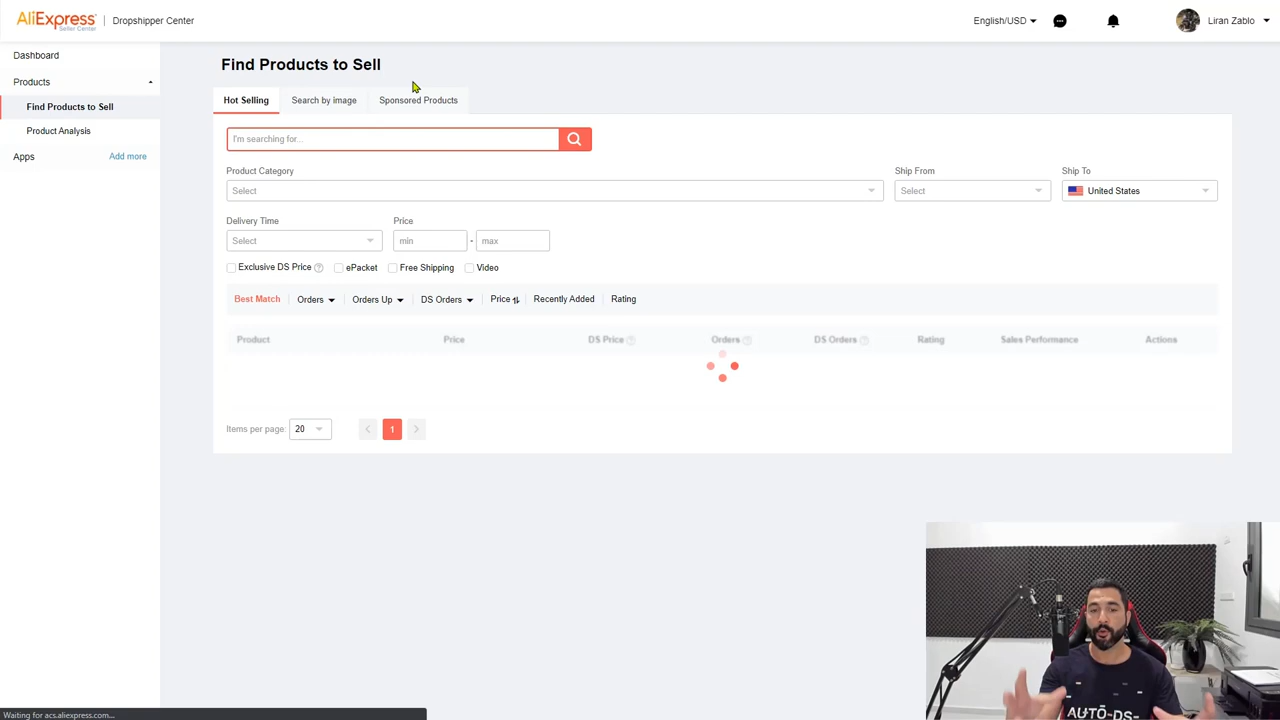 AliExpress
Seller Center
Dropshipper Center
English/USD
Liran Zablo
Dashboard
Products
Find Products to Sell
Product Analysis
Apps
Add more
Find Products to Sell
Hot Selling
Search by image
Sponsored Products
I'm searching for...
Product Category
Ship From
Ship To
Select
Select
United States
Delivery Time
Price
Select
min
-
max
Exclusive DS Price
ePacket
Free Shipping
Video
Best Match
Orders
Orders Up
DS Orders
Price
Recently Added
Rating
Product
Price
DS Price
Orders
DS Orders
Rating
Sales Performance
Actions
Items per page:
20
1
Waiting for acs.aliexpress.com...
AUTO-DS-